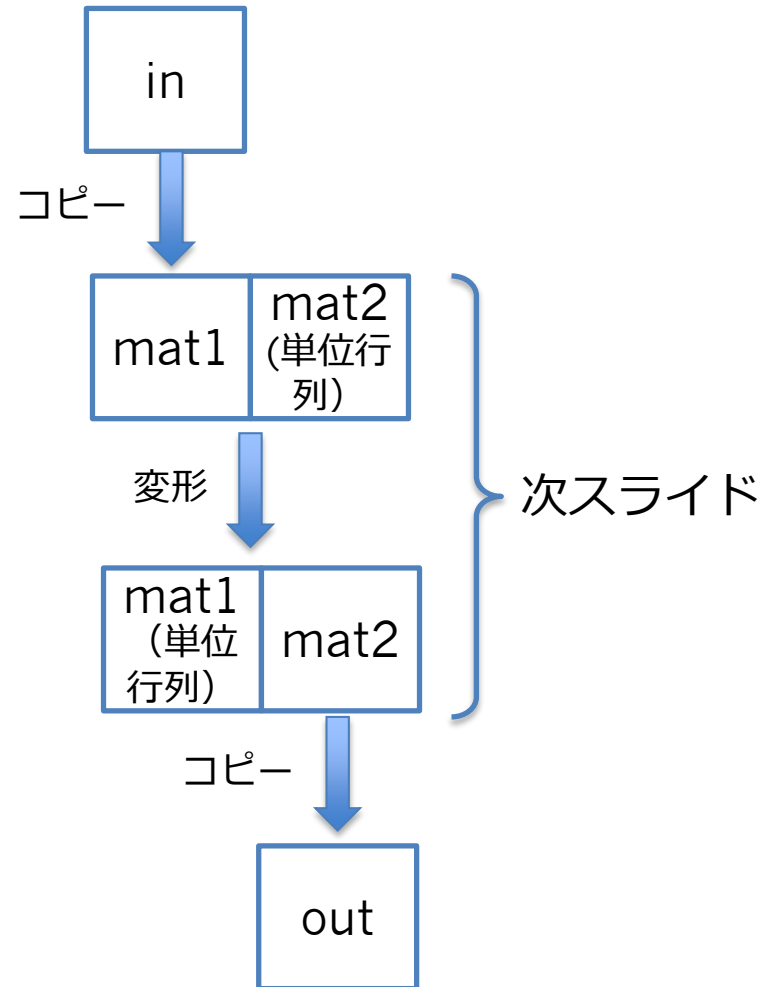 in
コピー
mat1
mat2
(単位行
列）
変形
次スライド
mat1
（単位
行列）
mat2
コピー
out